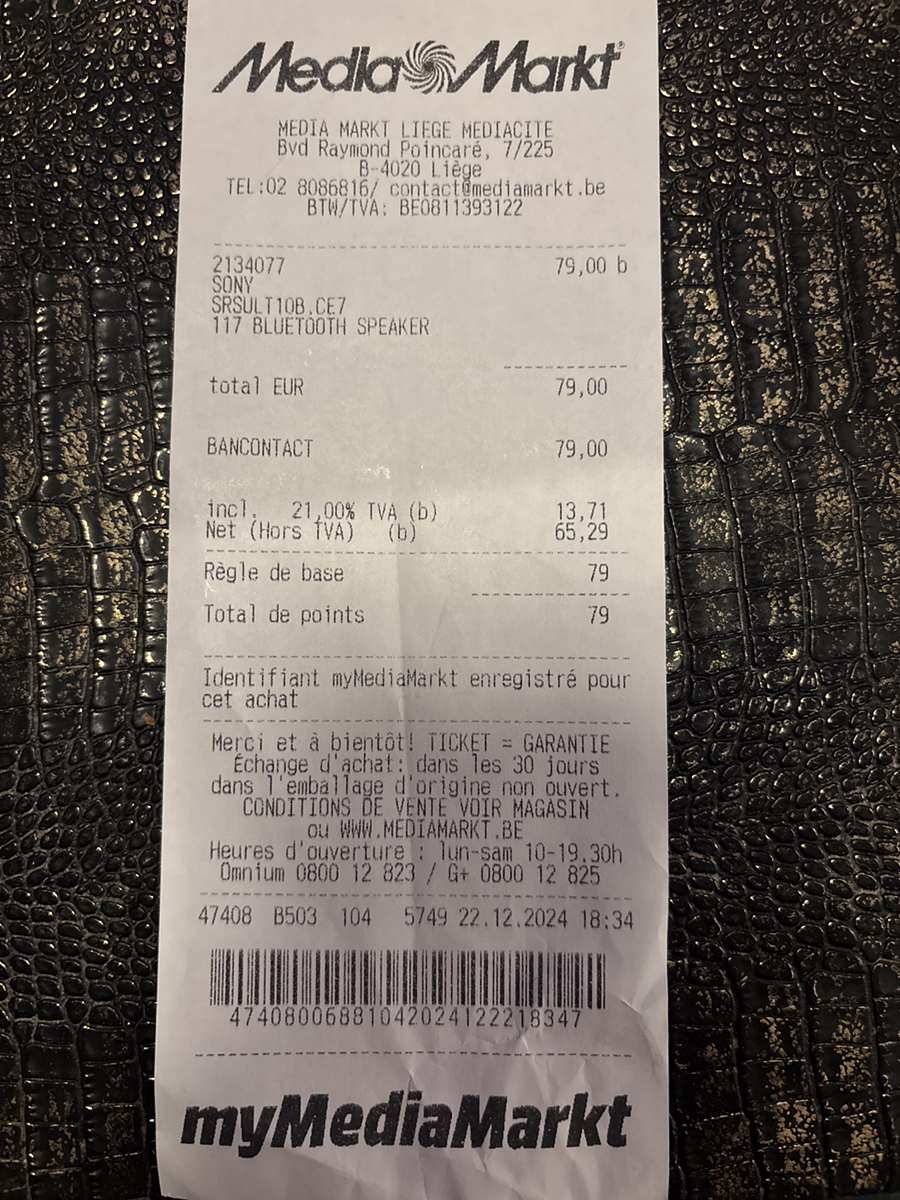 Media Markt
MEDIA MARKT LIEGE MEDIACITE
Bvd Raymond Poincaré, 7/225
B-4020 Liège
TEL:02 8086816/ contact@mediamarkt.be
BTW/TVA: BE0811393122
2134077 79,00 b
SONY
SRSULT10B.CE7
117 BLUETOOTH SPEAKER
total EUR 79,00
BANCONTACT 79,00
incl. 21,00% TVA (b) 13,71
Net (Hors TVA) (b) 65,29
Règle de base 79
Total de points 79
Identifiant myMediaMarkt enregistré pour
cet achat
Merci et à bientôt! TICKET = GARANTIE
Échange d'achat: dans les 30 jours
dans l'emballage d'origine non ouvert.
CONDITIONS DE VENTE VOIR MAGASIN
ou WWW.MEDIAMARKT.BE
Heures d'ouverture : lun-sam 10-19.30h
Omnium 0800 12 823 / G+ 0800 12 825
47408 B503 104 5749 22.12.2024 18:34
47408006881042024122218347
myMediaMarkt